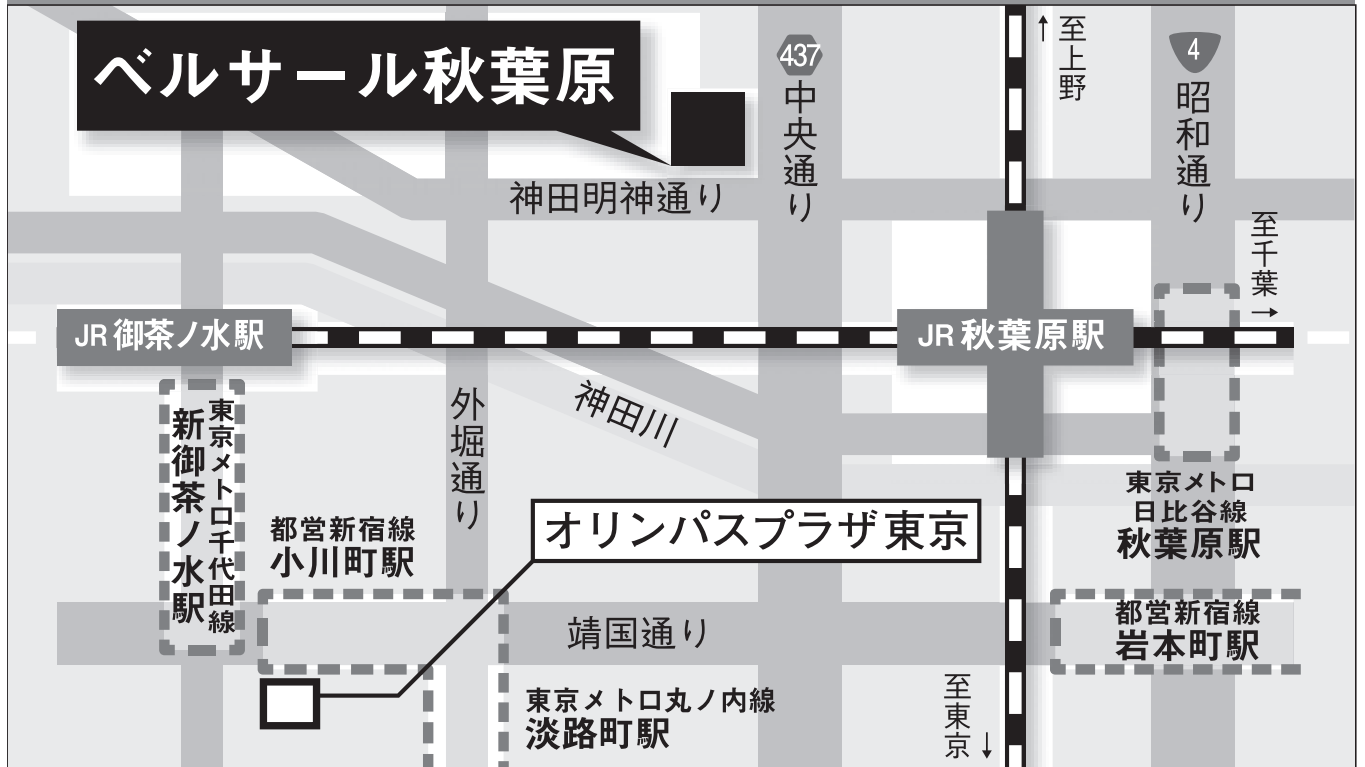 ベルサール秋葉原
437
中央通り
↑至上野
4
昭和通り
神田明神通り
至千葉→
JR 御茶ノ水駅
JR 秋葉原駅
神田川
外堀通り
東京メトロ千代田線
新御茶ノ水駅
都営新宿線
小川町駅
オリンパスプラザ東京
東京メトロ
日比谷線
秋葉原駅
靖国通り
都営新宿線
岩本町駅
東京メトロ丸ノ内線
淡路町駅
至東京↓